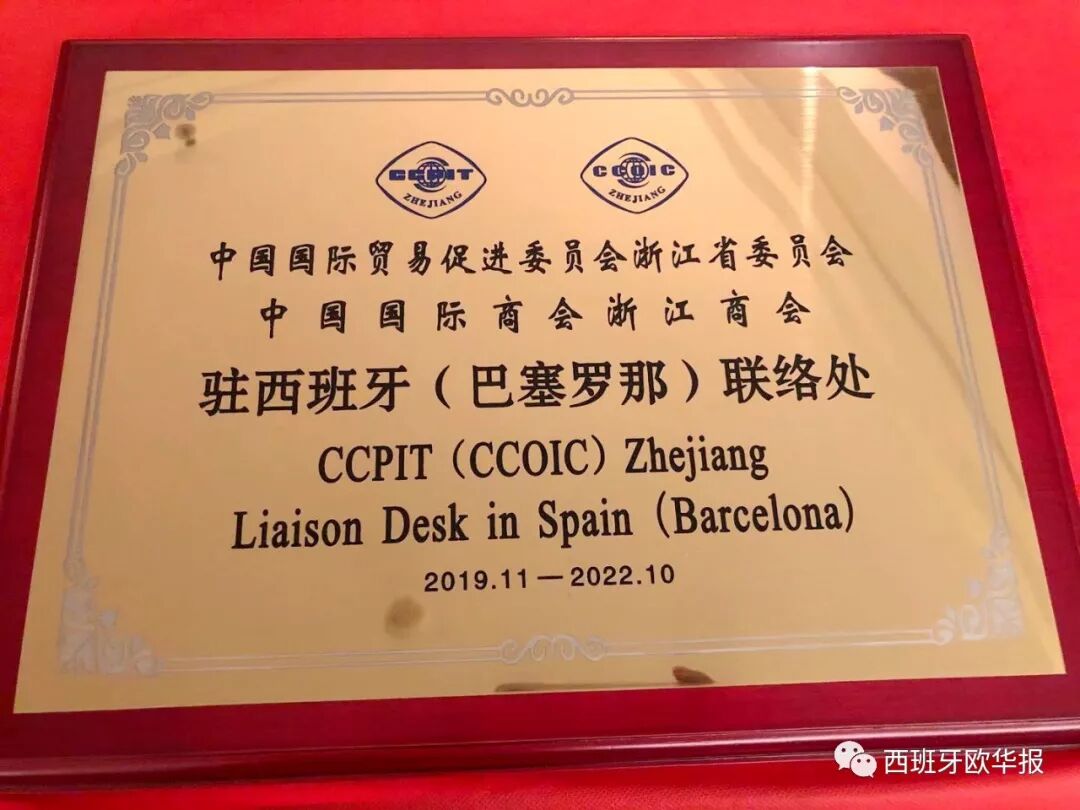 CCPIT CCOIC
ZHEJIANG ZHEJIANG
中国国际贸易促进委员会浙江省委员会
中国国际商会浙江商会
驻西班牙（巴塞罗那）联络处
CCPIT（CCOIC）Zhejiang
Liaison Desk in Spain（Barcelona）
2019.11—2022.10
西班牙欧华报